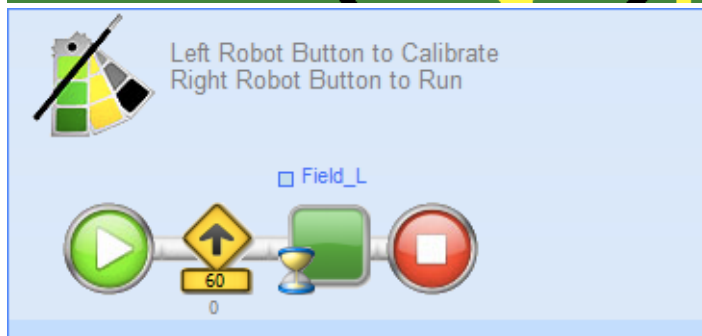 Left Robot Button to Calibrate
Right Robot Button to Run
Field_L
60
0